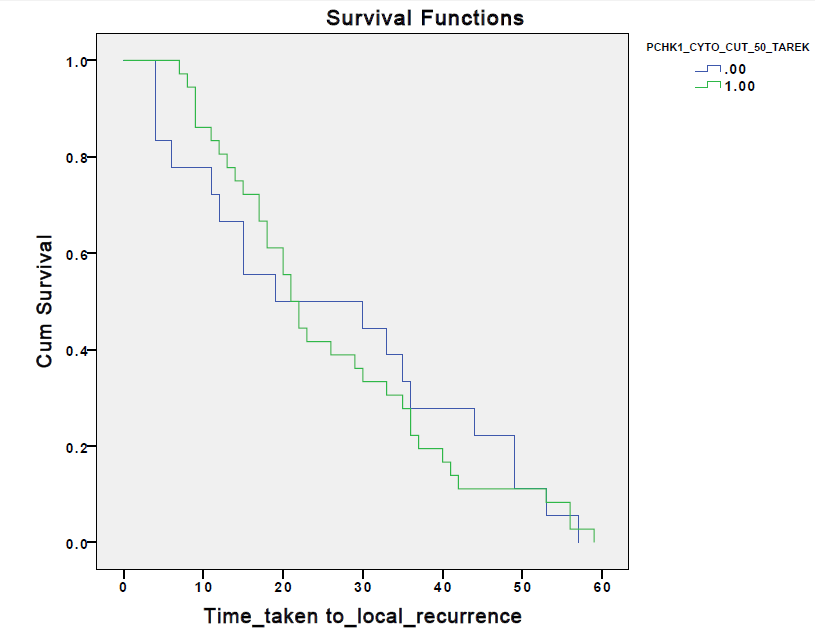 Survival Functions
PCHK1_CYTO_CUT_50_TAREK
.00
1.00
1.0
0.8
0.6
0.4
0.2
0.0
Cum Survival
0 10 20 30 40 50 60
Time_taken to_local_recurrence